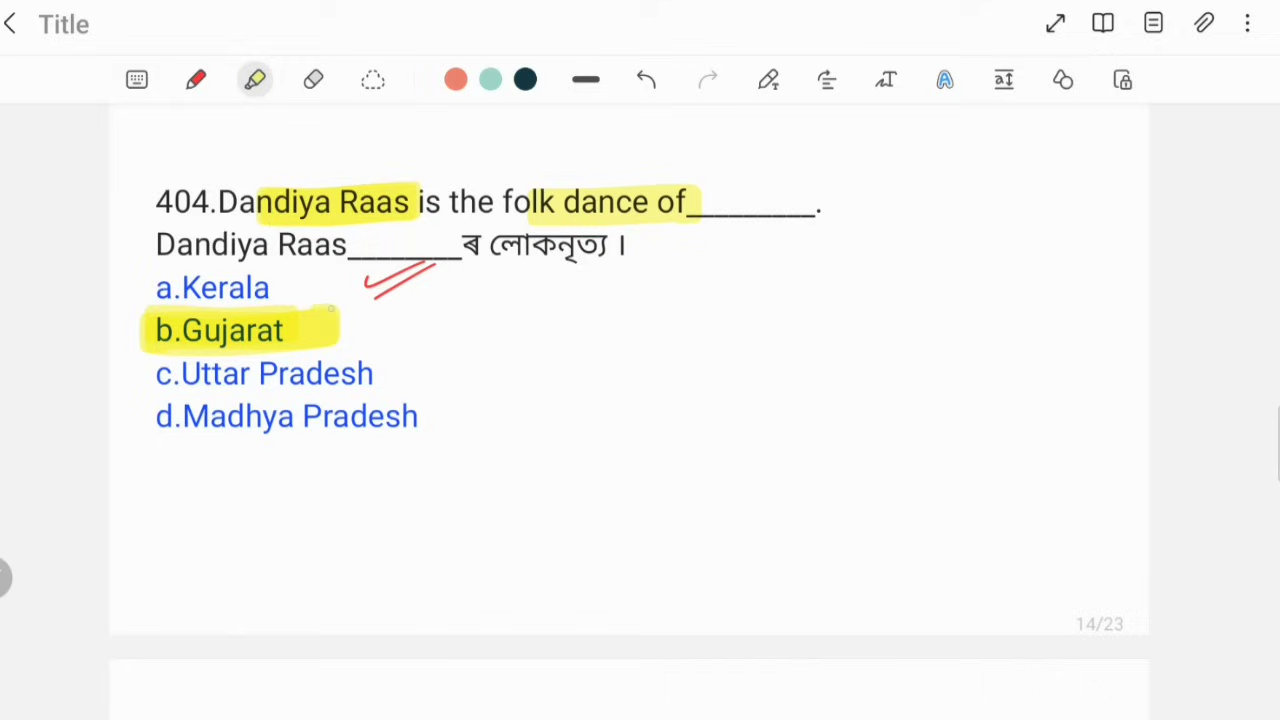 Title
404.Dandiya Raas is the folk dance of_________.
Dandiya Raas_______ৰ লোকনৃত্য ।
a.Kerala
b.Gujarat
c.Uttar Pradesh
d.Madhya Pradesh
14/23